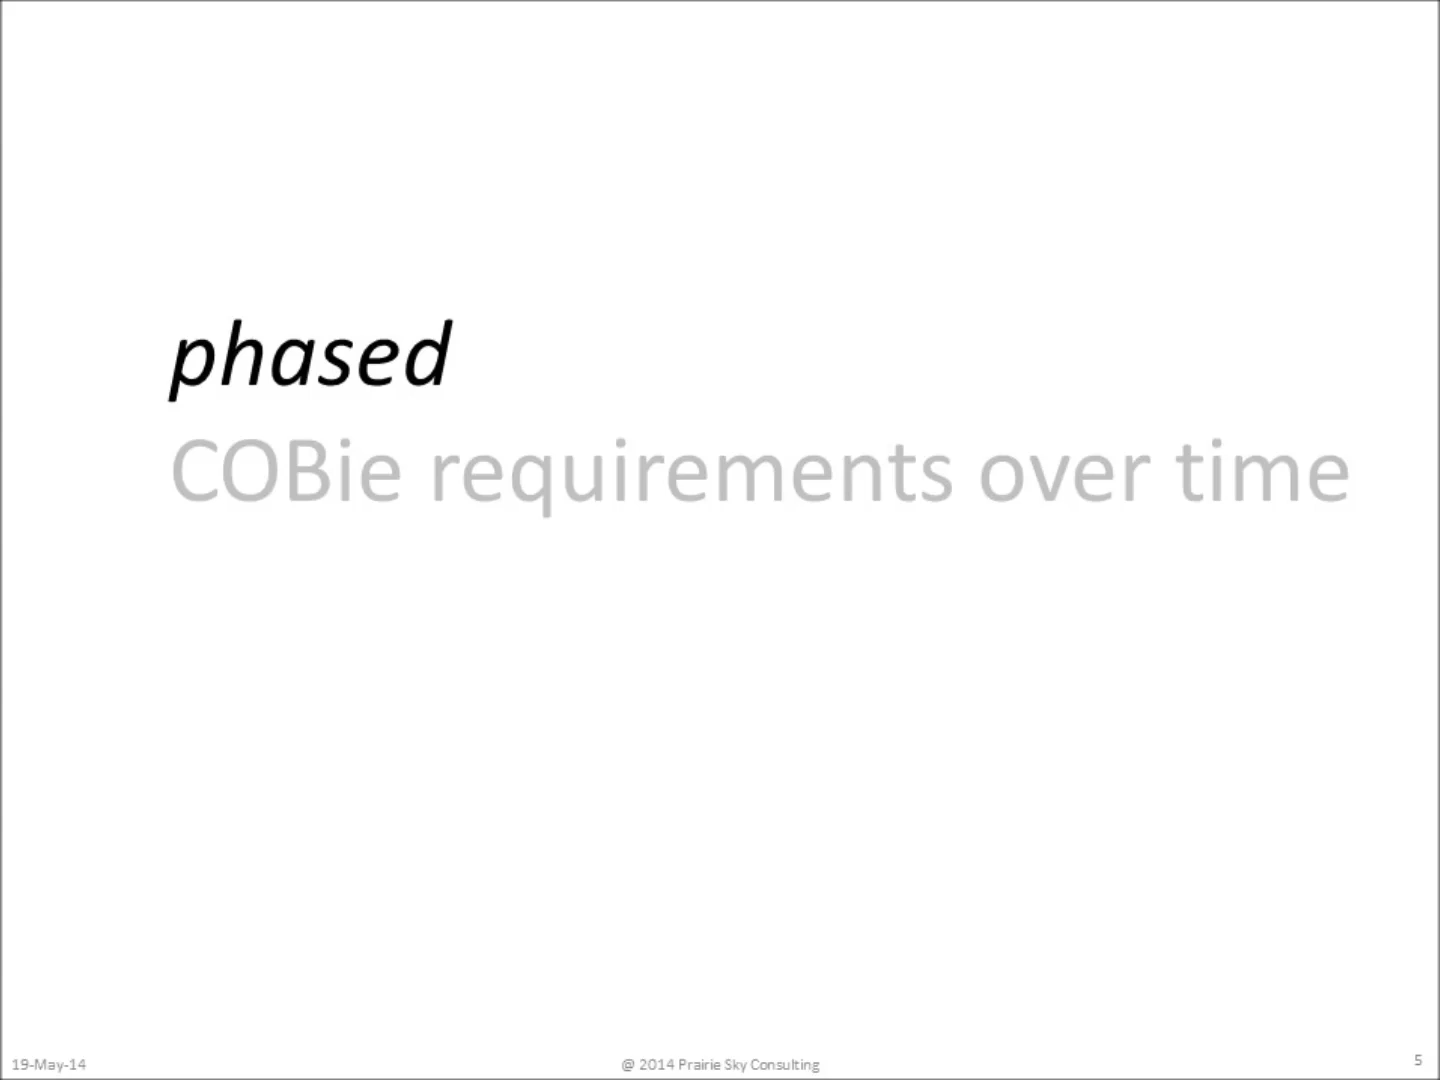 phased
COBie requirements over time
19-May-14
@ 2014 Prairie Sky Consulting
5